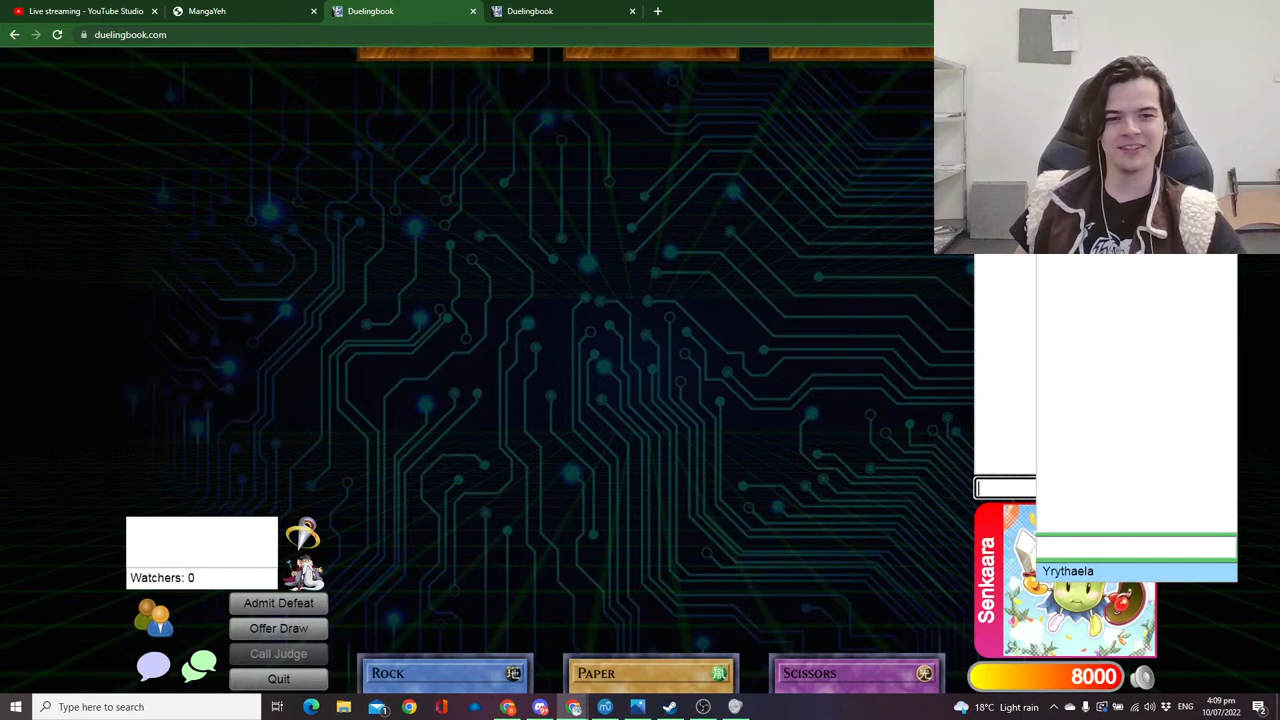 Live streaming - YouTube Studio
MangaYeh
Duelingbook
Duelingbook
duelingbook.com
Watchers: 0
Admit Defeat
Offer Draw
Call Judge
Quit
Yrythaela
Senkaara
8000
ROCK
PAPER
SCISSORS
Type here to search
18°C Light rain
ENG
4:09 pm
10/07/2022